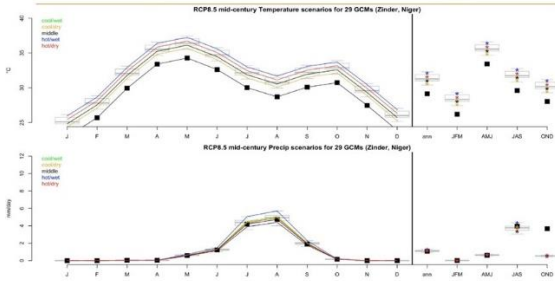 RCP8.5 mid-century Temperature scenarios for 29 GCMs (Zinder, Niger)
cool/wet
cool/dry
middle
hot/wet
hot/dry
°C
40
35
30
25
J F M A M J J A S O N D ann JFM AMJ JAS OND
RCP8.5 mid-century Precip scenarios for 29 GCMs (Zinder, Niger)
cool/wet
cool/dry
middle
hot/wet
hot/dry
mm/day
12
10
8
6
4
2
0
J F M A M J J A S O N D ann JFM AMJ JAS OND